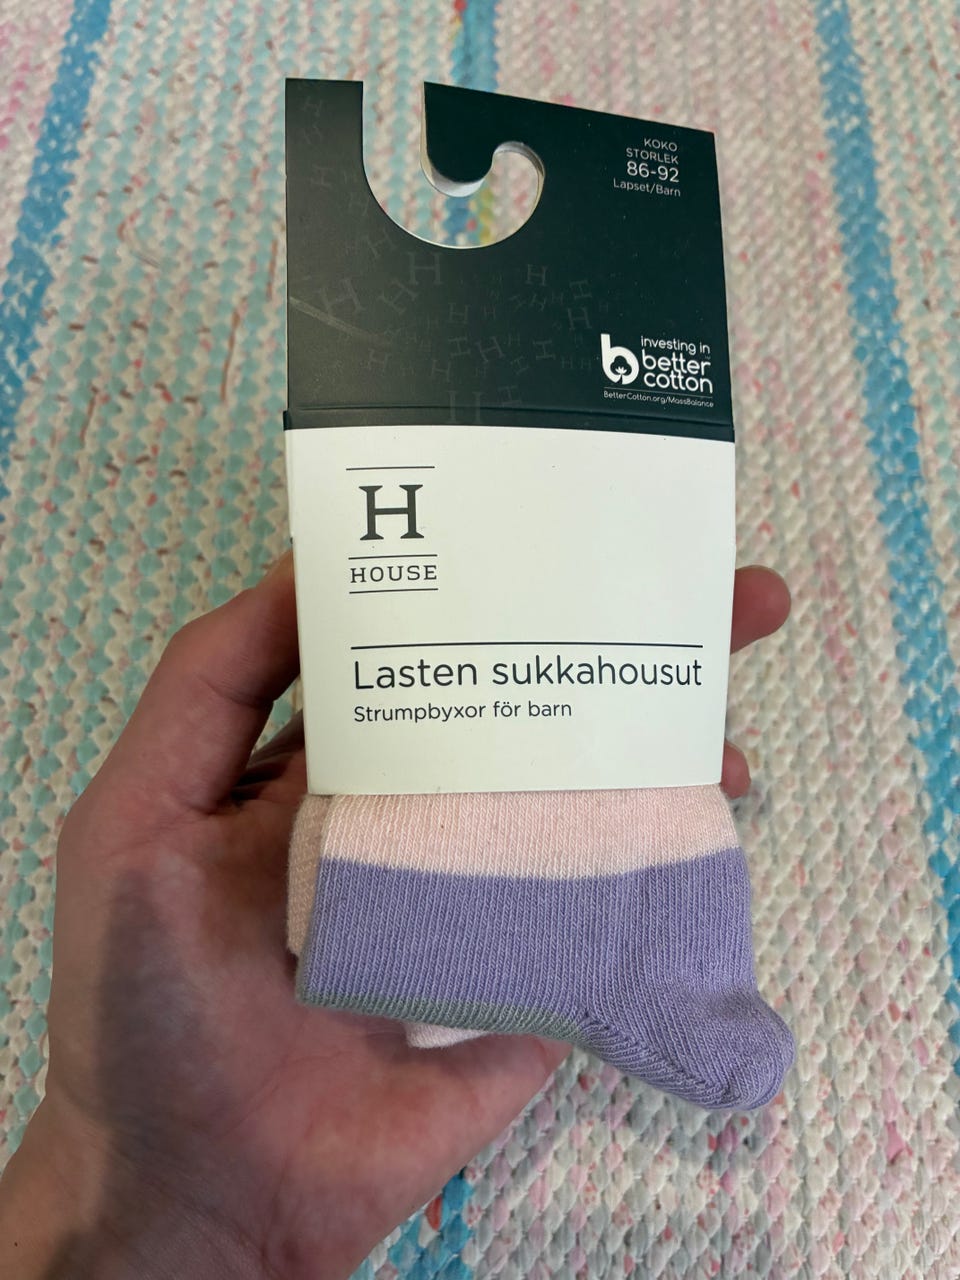 KOKO
STORLEK
86-92
Lapset/Barn
investing in
better
cotton
BetterCotton.org/MassBalance
H
HOUSE
Lasten sukkahousut
Strumpbyxor för barn